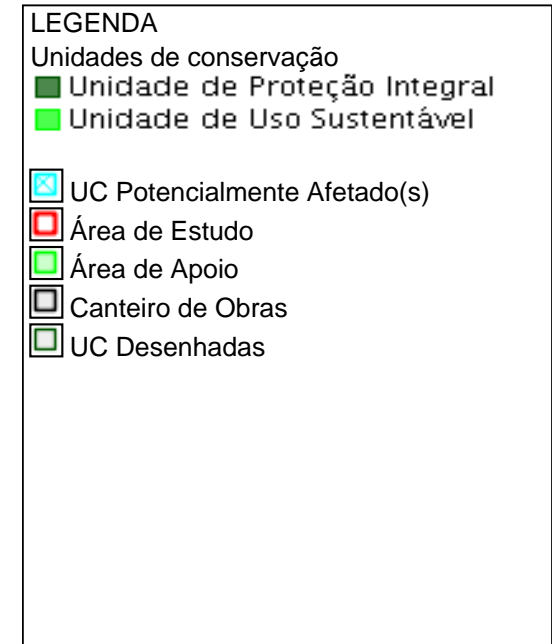 LEGENDA
Unidades de conservação
Unidade de Proteção Integral
Unidade de Uso Sustentável
UC Potencialmente Afetado(s)
Área de Estudo
Área de Apoio
Canteiro de Obras
UC Desenhadas